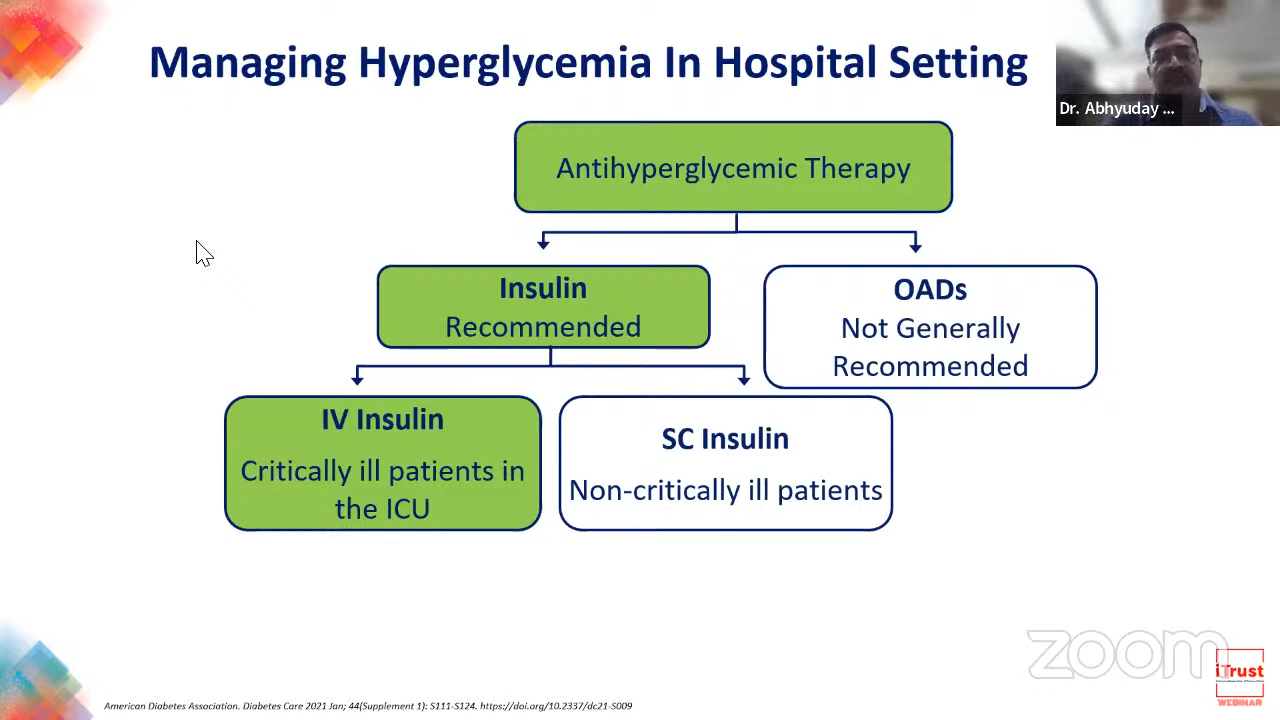 Managing Hyperglycemia In Hospital Setting
Dr. Abhyuday ...
Antihyperglycemic Therapy
Insulin
Recommended
OADs
Not Generally
Recommended
IV Insulin
Critically ill patients in
the ICU
SC Insulin
Non-critically ill patients
zoom
iTrust
WEBINAR
American Diabetes Association. Diabetes Care 2021 Jan; 44(Supplement 1): S111-S124. https://doi.org/10.2337/dc21-S009